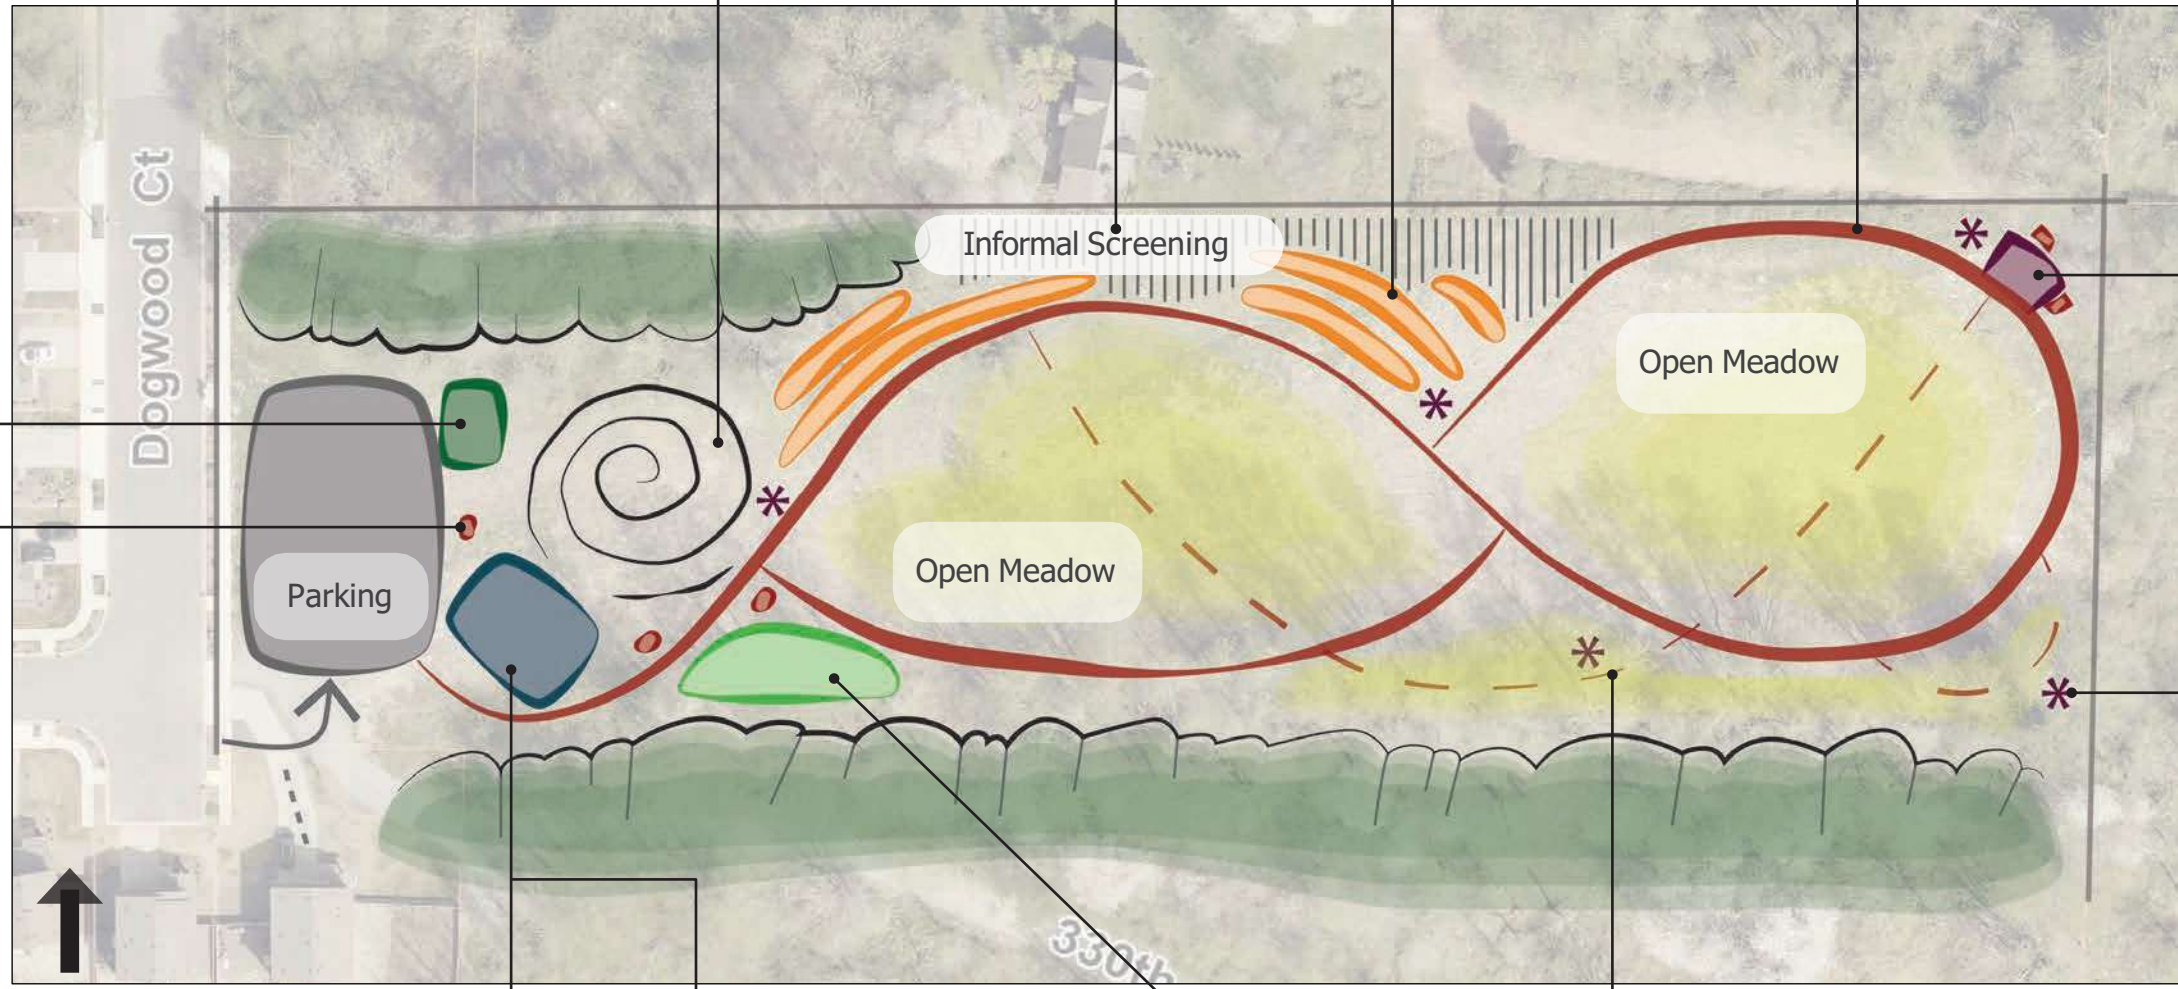 Informal Screening
Dogwood Ct
Open Meadow
Open Meadow
Parking
330th